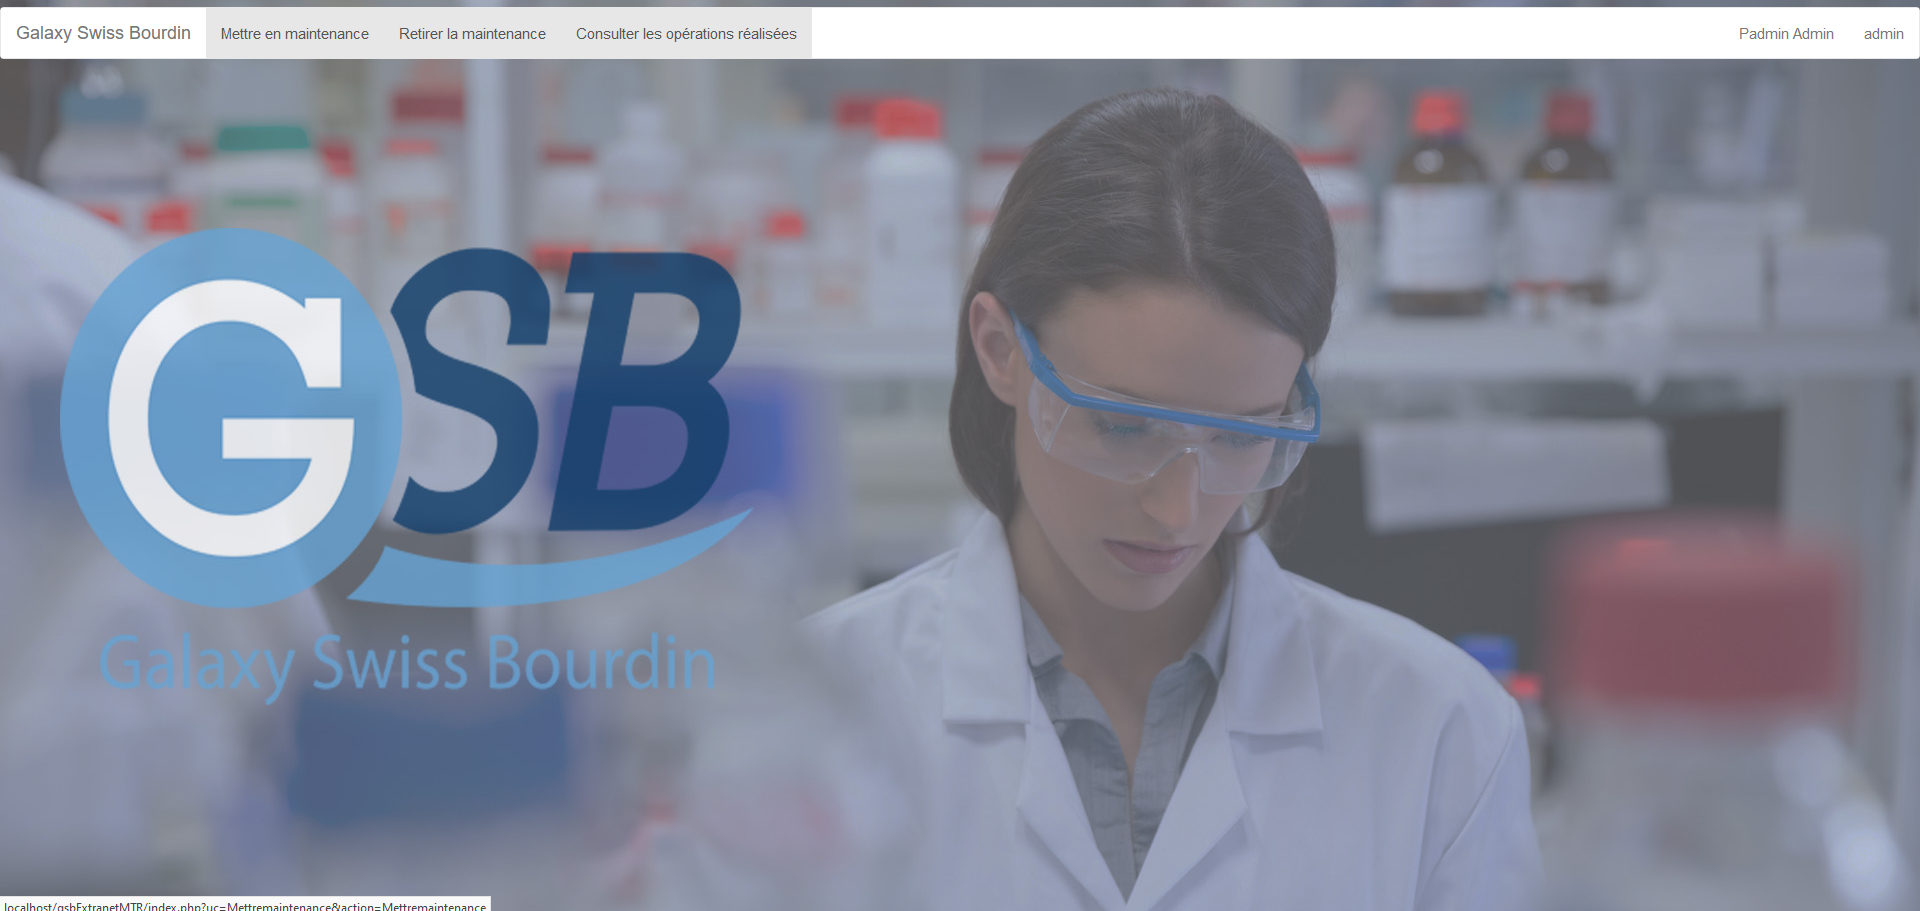 Galaxy Swiss Bourdin
Mettre en maintenance
Retirer la maintenance
Consulter les opérations réalisées
Padmin Admin
admin
GSB
Galaxy Swiss Bourdin
localhost/gsbExtranetMTR/index.php?uc=Mettremaintenance&action=Mettremaintenance